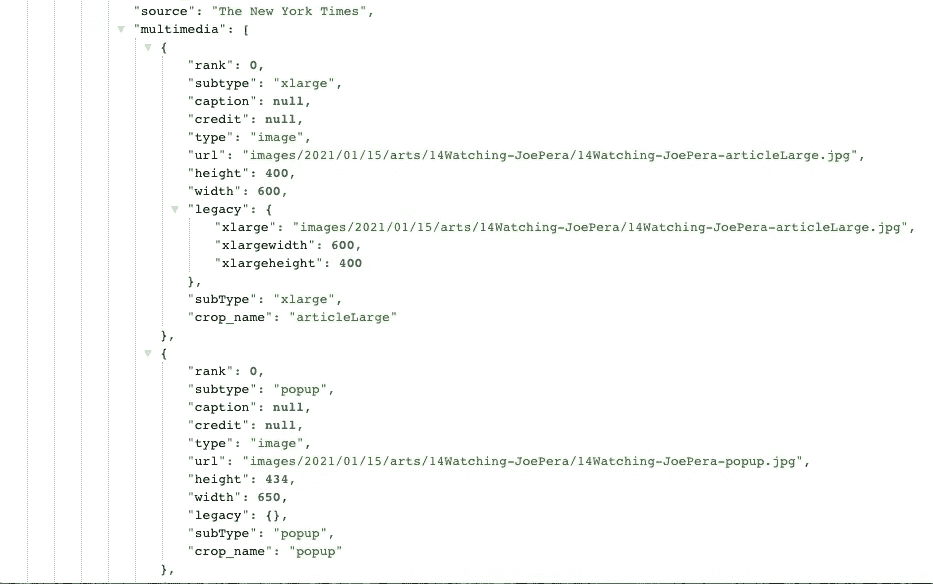 "source": "The New York Times",
"multimedia": [
{
"rank": 0,
"subtype": "xlarge",
"caption": null,
"credit": null,
"type": "image",
"url": "images/2021/01/15/arts/14Watching-JoePera/14Watching-JoePera-articleLarge.jpg",
"height": 400,
"width": 600,
"legacy": {
"xlarge": "images/2021/01/15/arts/14Watching-JoePera/14Watching-JoePera-articleLarge.jpg",
"xlargewidth": 600,
"xlargeheight": 400
},
"subType": "xlarge",
"crop_name": "articleLarge"
},
{
"rank": 0,
"subtype": "popup",
"caption": null,
"credit": null,
"type": "image",
"url": "images/2021/01/15/arts/14Watching-JoePera/14Watching-JoePera-popup.jpg",
"height": 434,
"width": 650,
"legacy": {},
"subType": "popup",
"crop_name": "popup"
},